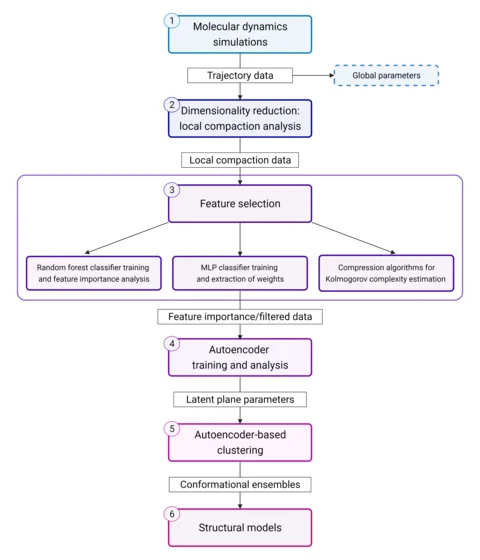 1
Molecular dynamics
simulations
Trajectory data
Global parameters
2
Dimensionality reduction:
local compaction analysis
Local compaction data
3
Feature selection
Random forest classifier training
and feature importance analysis
MLP classifier training
and extraction of weights
Compression algorithms for
Kolmogorov complexity estimation
Feature importance/filtered data
4
Autoencoder
training and analysis
Latent plane parameters
5
Autoencoder-based
clustering
Conformational ensembles
6
Structural models